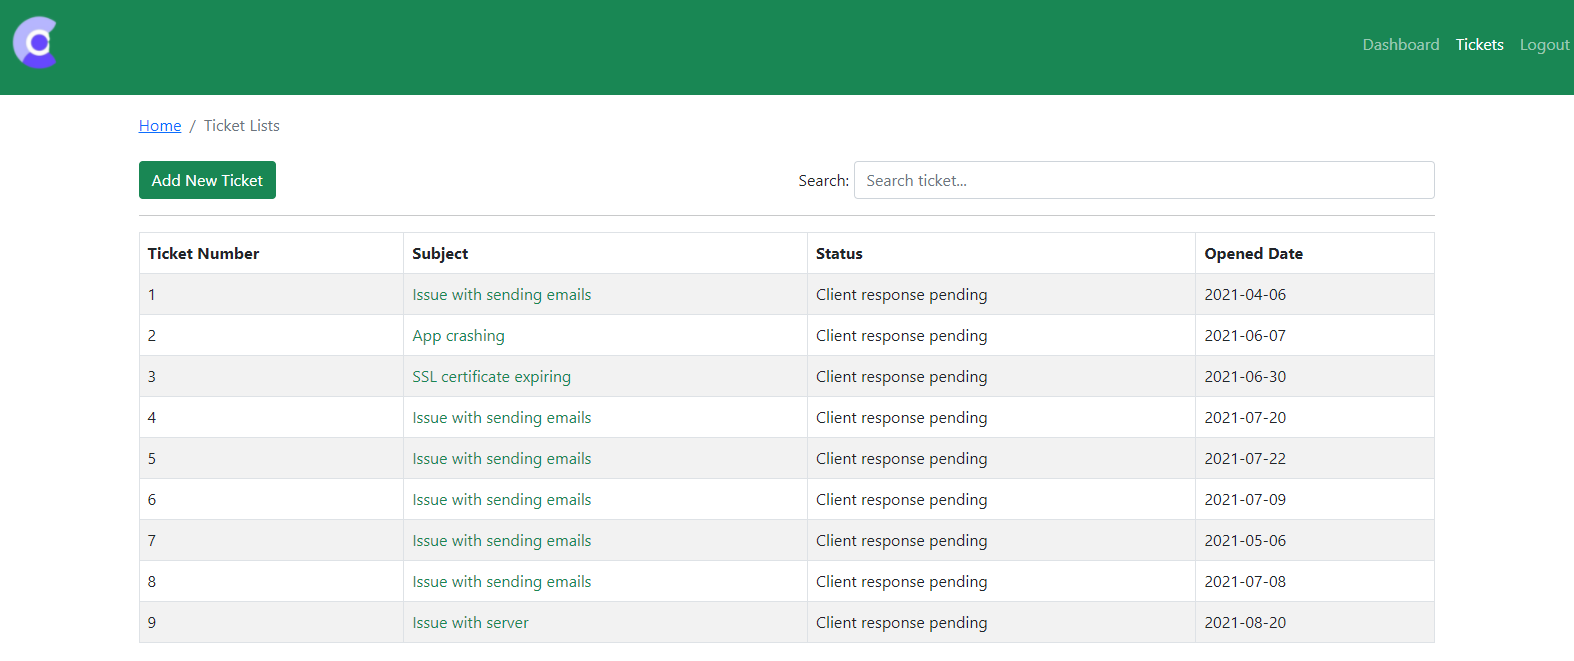 Dashboard Tickets Logout
Home / Ticket Lists
Add New Ticket Search: Search ticket...
Ticket Number Subject Status Opened Date
1 Issue with sending emails Client response pending 2021-04-06
2 App crashing Client response pending 2021-06-07
3 SSL certificate expiring Client response pending 2021-06-30
4 Issue with sending emails Client response pending 2021-07-20
5 Issue with sending emails Client response pending 2021-07-22
6 Issue with sending emails Client response pending 2021-07-09
7 Issue with sending emails Client response pending 2021-05-06
8 Issue with sending emails Client response pending 2021-07-08
9 Issue with server Client response pending 2021-08-20